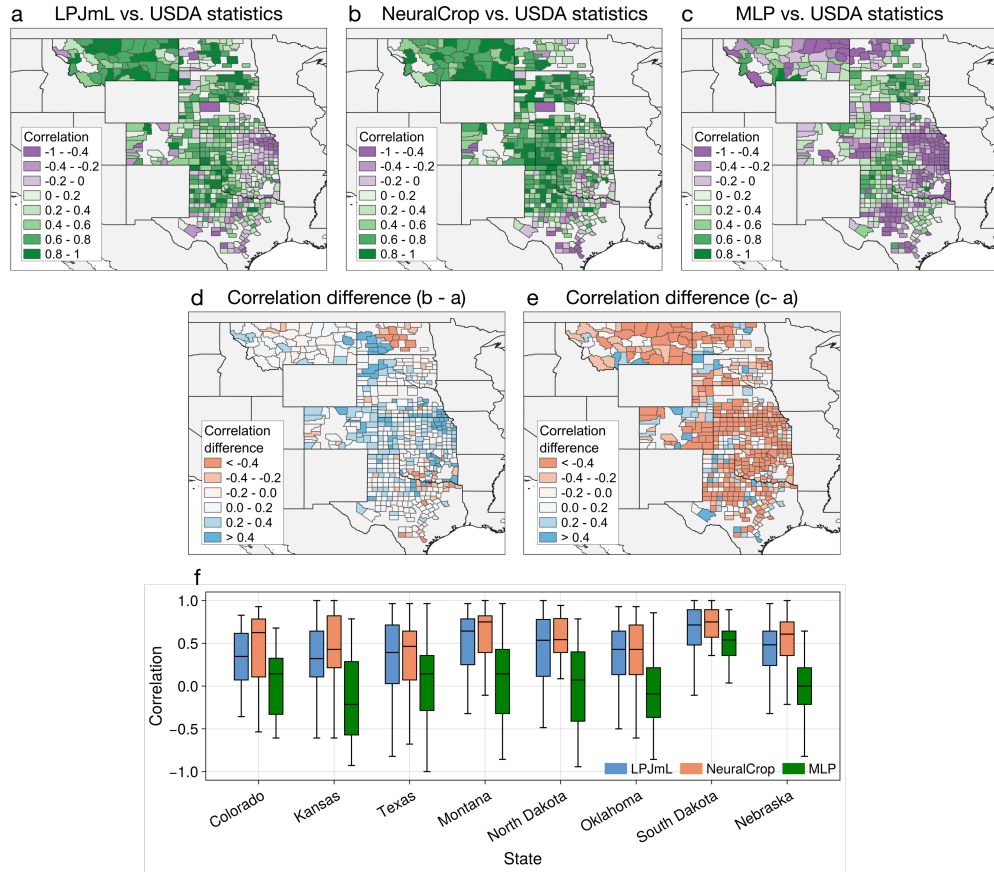 a LPJmL vs. USDA statistics
b NeuralCrop vs. USDA statistics
c MLP vs. USDA statistics
Correlation
-1 - -0.4
-0.4 - -0.2
-0.2 - 0
0 - 0.2
0.2 - 0.4
0.4 - 0.6
0.6 - 0.8
0.8 - 1
Correlation
-1 - -0.4
-0.4 - -0.2
-0.2 - 0
0 - 0.2
0.2 - 0.4
0.4 - 0.6
0.6 - 0.8
0.8 - 1
Correlation
-1 - -0.4
-0.4 - -0.2
-0.2 - 0
0 - 0.2
0.2 - 0.4
0.4 - 0.6
0.6 - 0.8
0.8 - 1
d Correlation difference (b - a)
e Correlation difference (c- a)
Correlation
difference
< -0.4
-0.4 - -0.2
-0.2 - 0.0
0.0 - 0.2
0.2 - 0.4
> 0.4
Correlation
difference
< -0.4
-0.4 - -0.2
-0.2 - 0.0
0.0 - 0.2
0.2 - 0.4
> 0.4
f
Correlation
1.0
0.5
0.0
−0.5
−1.0
LPJmL NeuralCrop MLP
Colorado
Kansas
Texas
Montana
North Dakota
Oklahoma
South Dakota
Nebraska
State